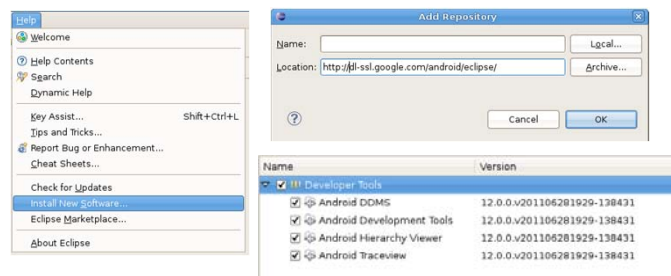 Help
Welcome
Help Contents
Search
Dynamic Help
Key Assist... Shift+Ctrl+L
Tips and Tricks...
Report Bug or Enhancement...
Cheat Sheets...
Check for Updates
Install New Software...
Eclipse Marketplace...
About Eclipse
Add Repository
Name:
Local...
Location: http://dl-ssl.google.com/android/eclipse/
Archive...
Cancel
OK
Name Version
Developer Tools
Android DDMS 12.0.0.v201106281929-138431
Android Development Tools 12.0.0.v201106281929-138431
Android Hierarchy Viewer 12.0.0.v201106281929-138431
Android Traceview 12.0.0.v201106281929-138431